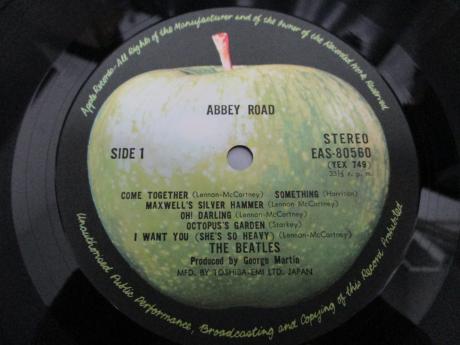 Apple Records-All Rights of the Manufacturer and of the Owner of the Recorded Work Reserved
ABBEY ROAD
SIDE 1
STEREO
EAS-80560
(YEX 749)
33⅓ r.p.m.
COME TOGETHER (Lennon-McCartney) SOMETHING (Harrison)
MAXWELL'S SILVER HAMMER (Lennon-McCartney)
OH! DARLING (Lennon-McCartney)
OCTOPUS'S GARDEN (Starkey)
I WANT YOU (SHE'S SO HEAVY) (Lennon-McCartney)
THE BEATLES
Produced by George Martin
MFD. BY TOSHIBA-EMI LTD. JAPAN
Unauthorized Public Performance, Broadcasting and Copying of this Record Prohibited